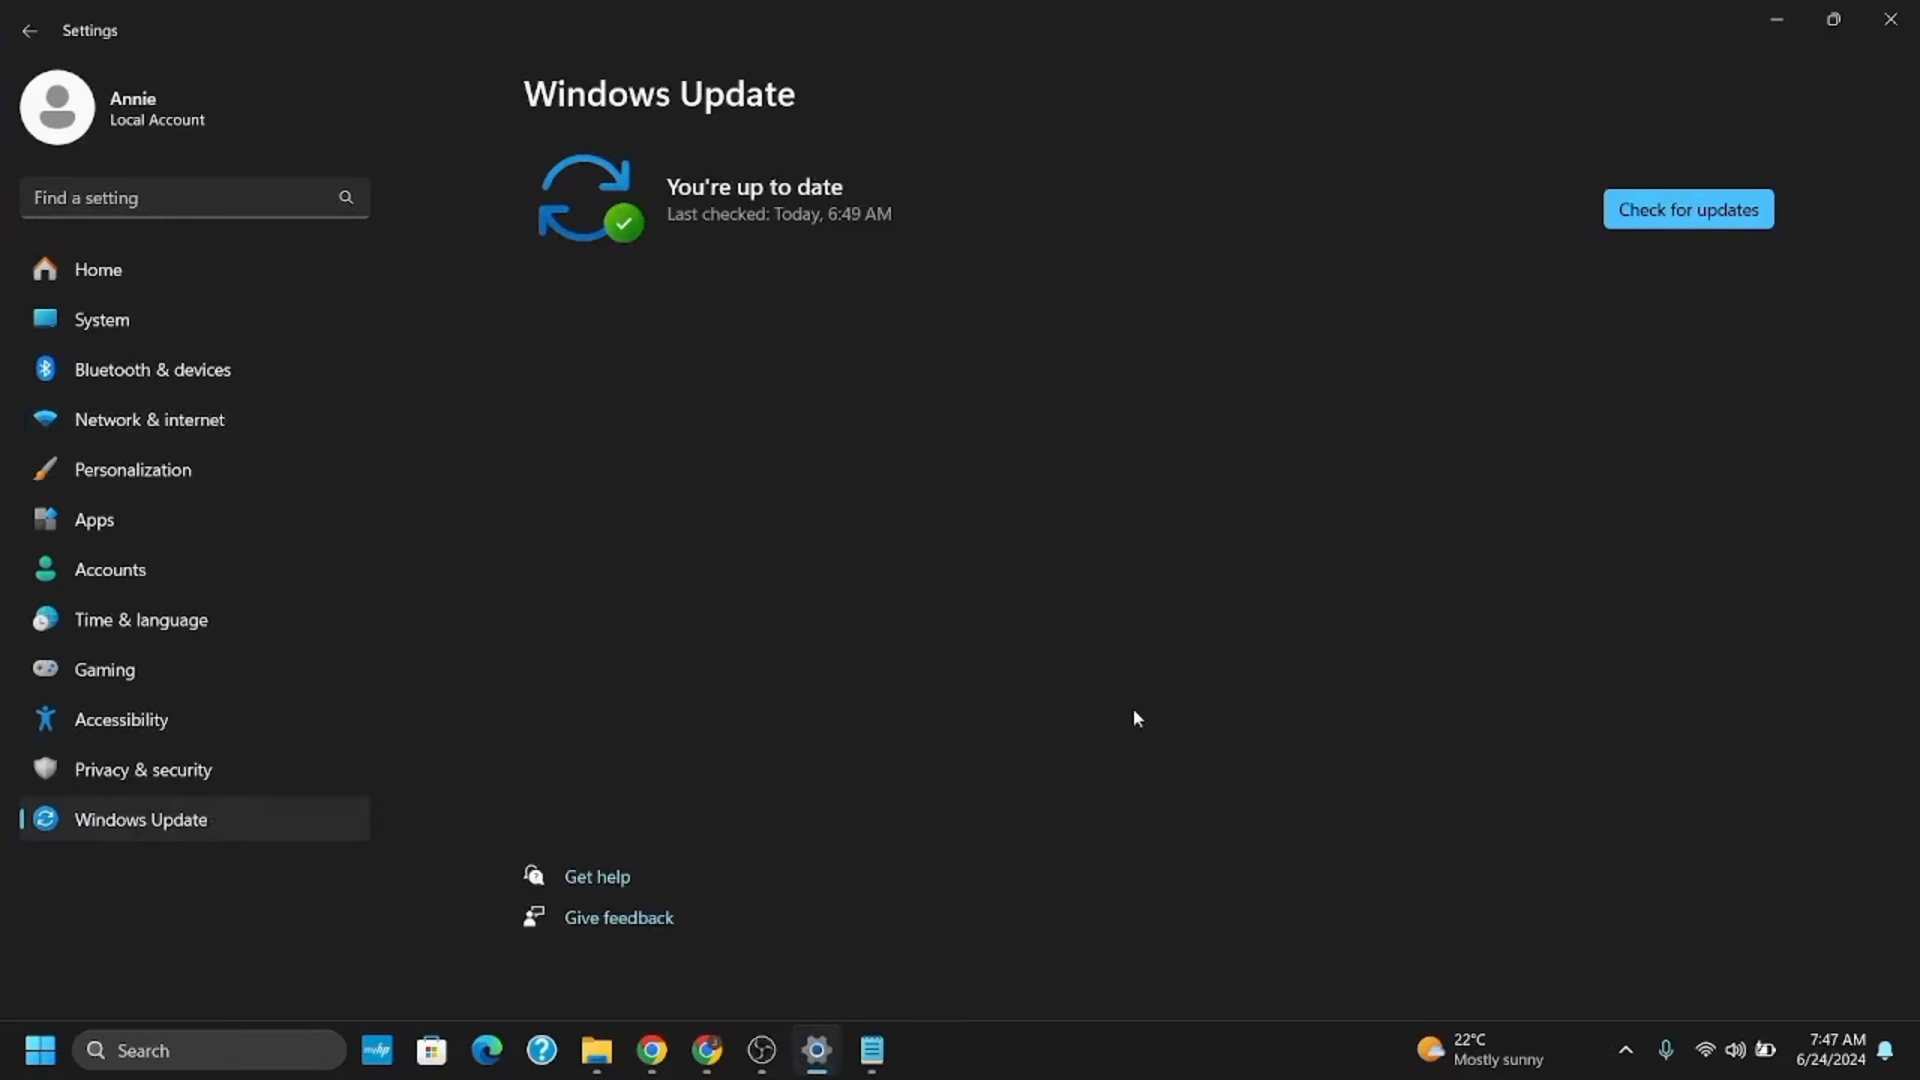 Settings
Annie
Local Account
Find a setting
Home
System
Bluetooth & devices
Network & internet
Personalization
Apps
Accounts
Time & language
Gaming
Accessibility
Privacy & security
Windows Update
Windows Update
You're up to date
Last checked: Today, 6:49 AM
Check for updates
Get help
Give feedback
Search
myhp
22°C
Mostly sunny
7:47 AM
6/24/2024